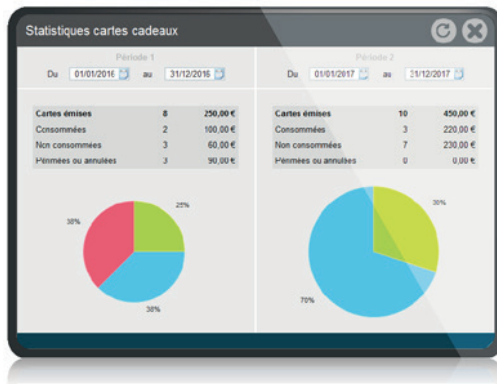 Statistiques cartes cadeaux
Période 1
Du 01/01/2016 au 31/12/2016
Cartes émises 8 250,00 €
Consommées 2 100,00 €
Non consommées 3 60,00 €
Périmées ou annulées 3 90,00 €
25%
38%
38%
Période 2
Du 01/01/2017 au 31/12/2017
Cartes émises 10 450,00 €
Consommées 3 220,00 €
Non consommées 7 230,00 €
Périmées ou annulées 0 0,00 €
30%
70%